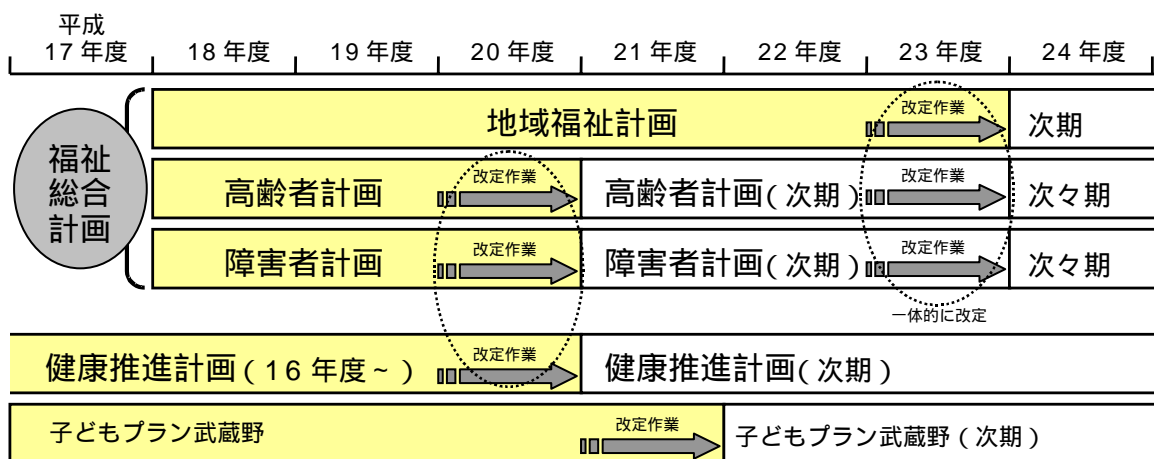 平成
17年度 18年度 19年度 20年度 21年度 22年度 23年度 24年度
福祉
総合
計画
地域福祉計画 改定作業 次期
高齢者計画 改定作業 高齢者計画(次期) 改定作業 次々期
障害者計画 改定作業 障害者計画(次期) 改定作業 次々期
一体的に改定
健康推進計画(16年度~) 改定作業 健康推進計画(次期)
子どもプラン武蔵野 改定作業 子どもプラン武蔵野(次期)